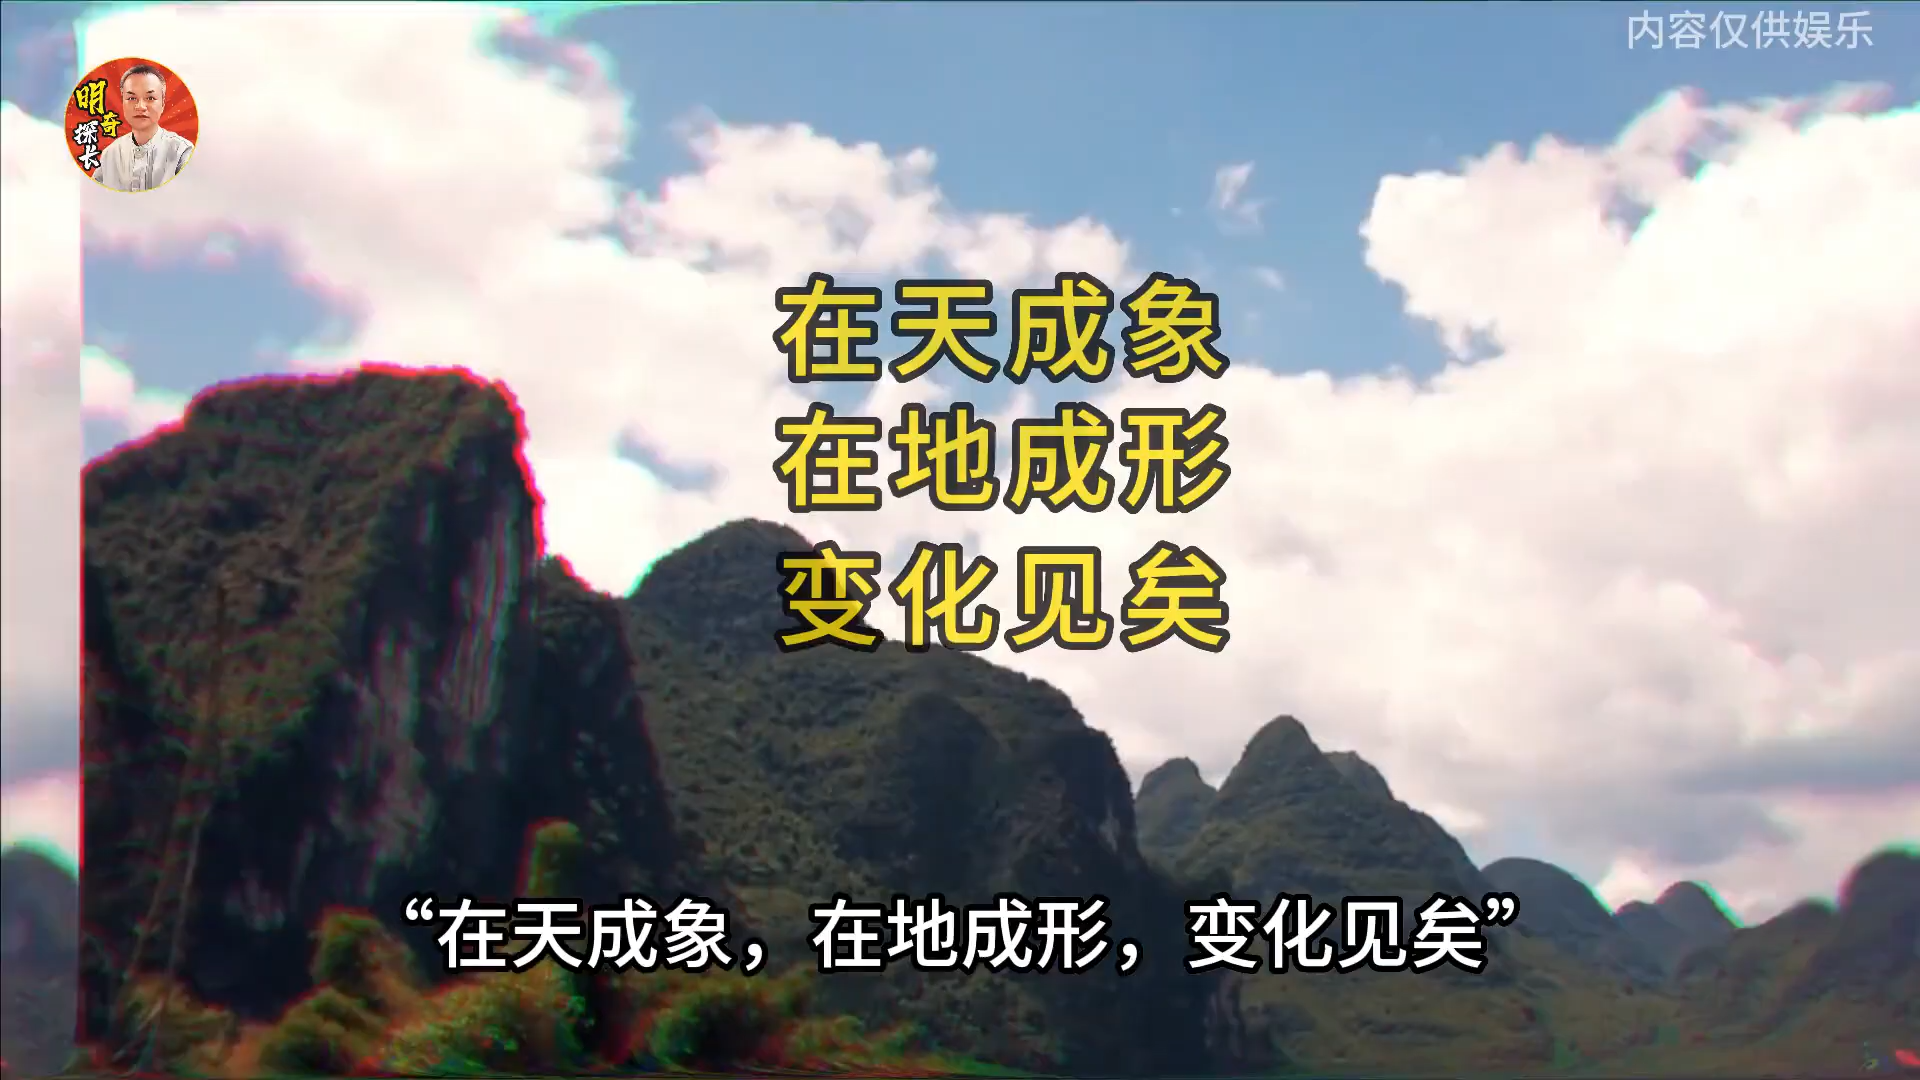 内容仅供娱乐
明奇
探长
在天成象
在地成形
变化见矣
“在天成象，在地成形，变化见矣”